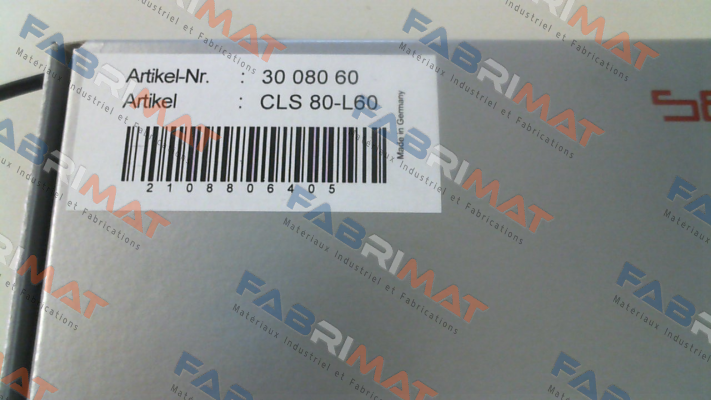 Artikel-Nr. : 30 080 60
Artikel : CLS 80-L60
Made in Germany
2108806405
FABRIMAT
Materiaux Industriel et Fabrications